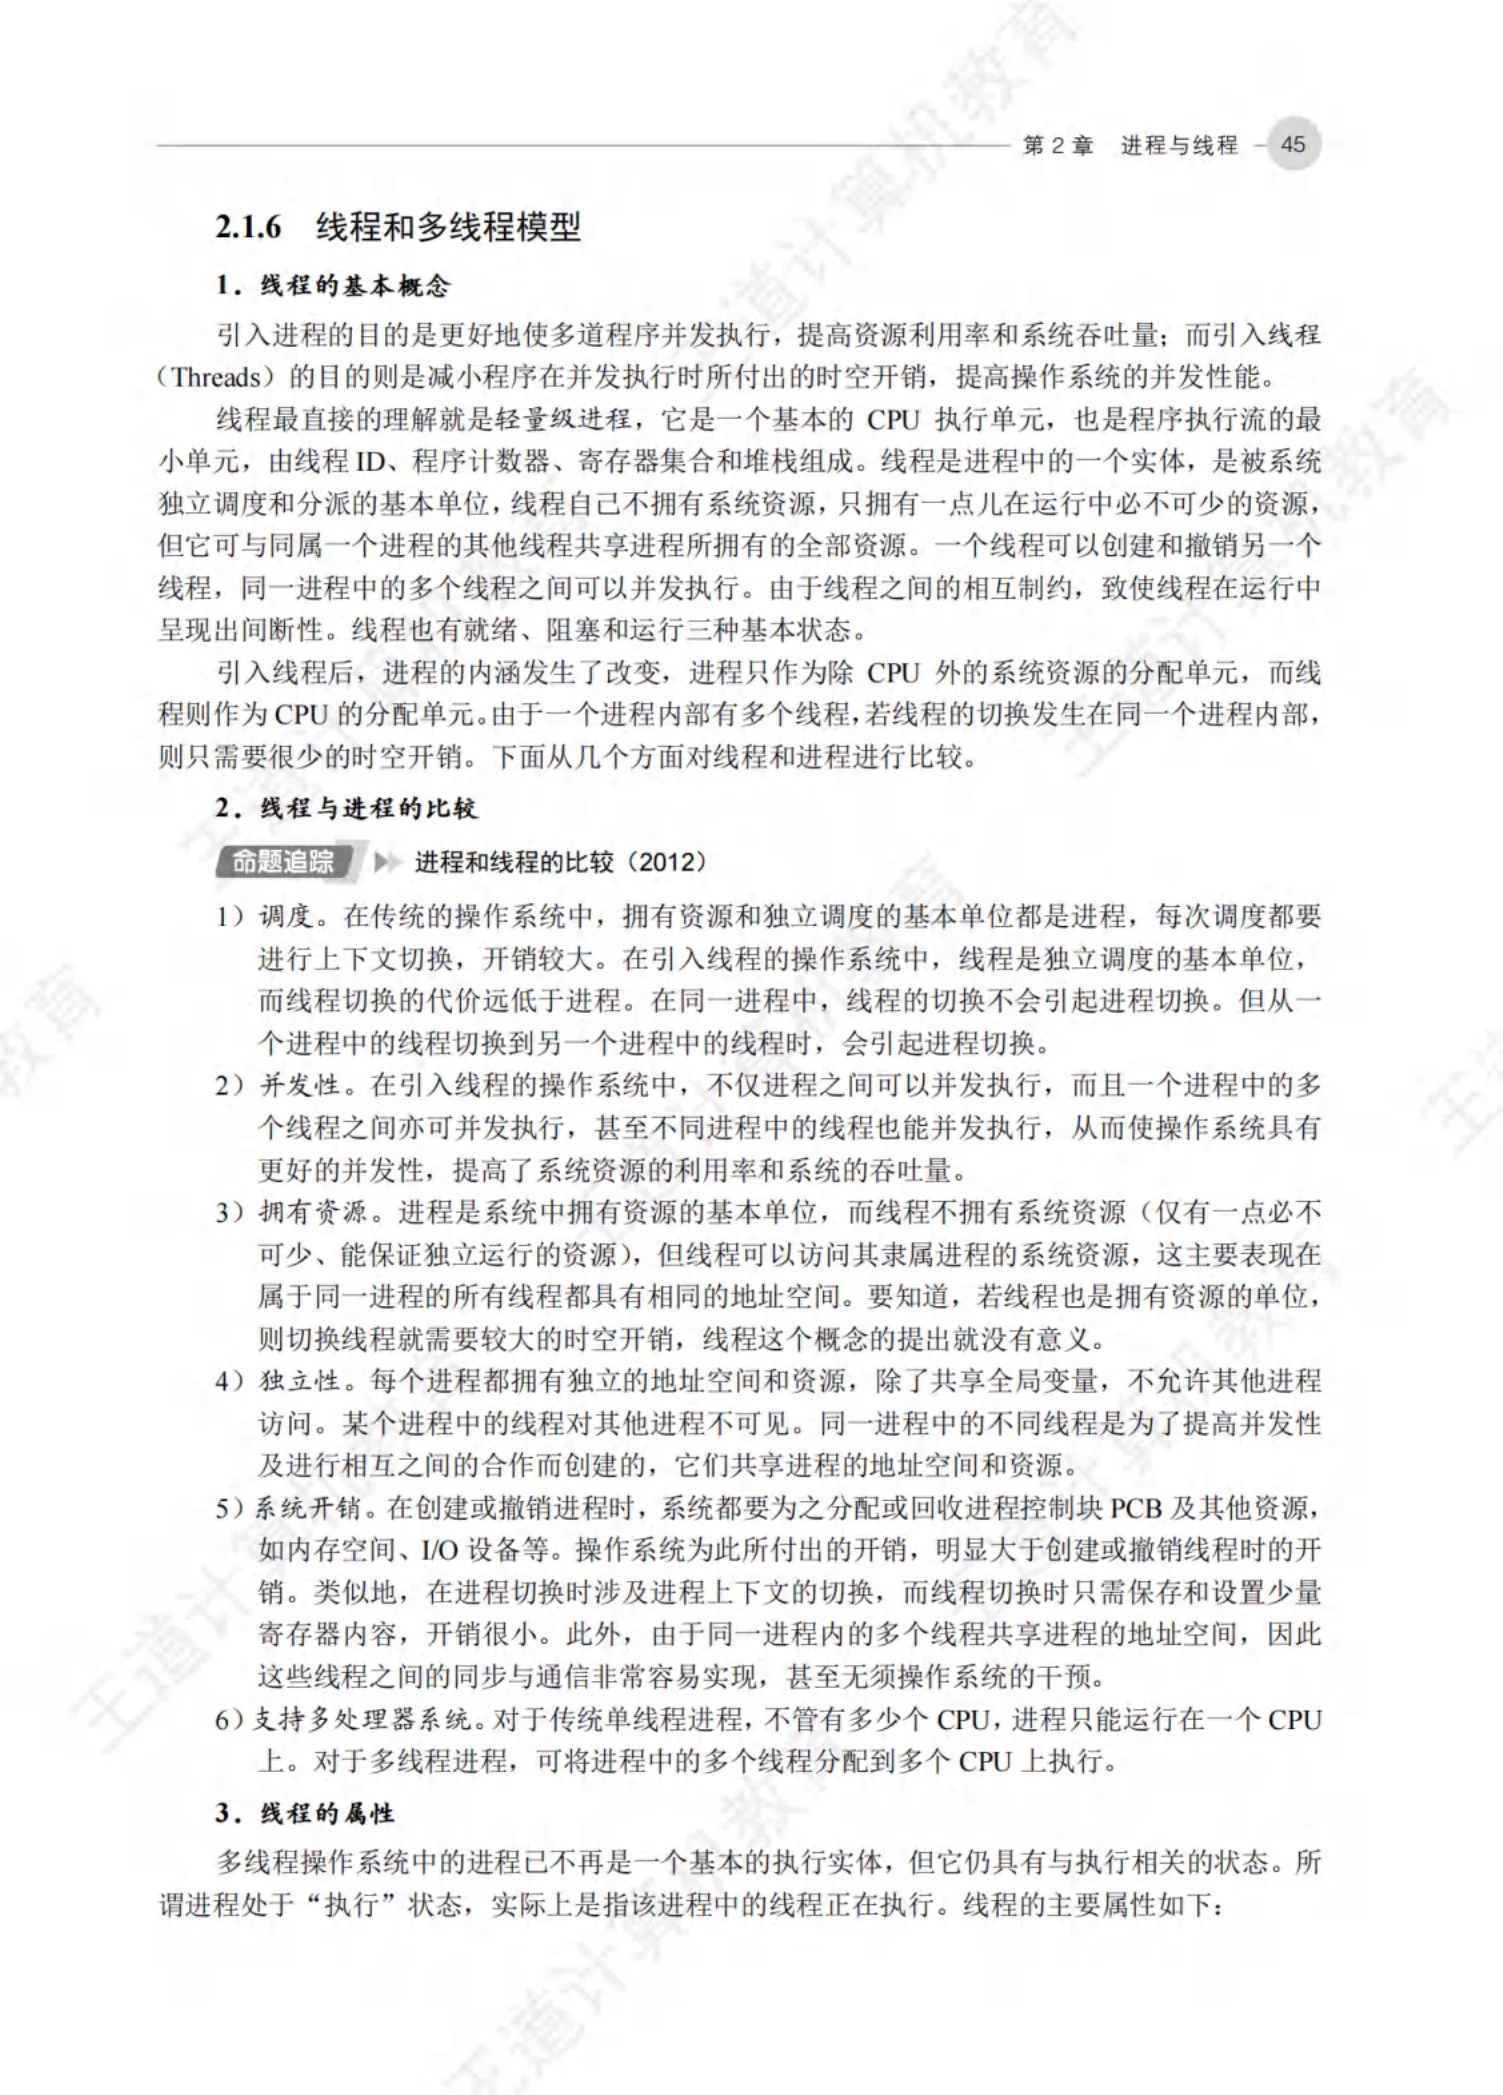 第 2 章 进程与线程 45
2.1.6 线程和多线程模型
1．线程的基本概念
引入进程的目的是更好地使多道程序并发执行，提高资源利用率和系统吞吐量；而引入线程
（Threads）的目的则是减小程序在并发执行时所付出的时空开销，提高操作系统的并发性能。
线程最直接的理解就是轻量级进程，它是一个基本的 CPU 执行单元，也是程序执行流的最
小单元，由线程 ID、程序计数器、寄存器集合和堆栈组成。线程是进程中的一个实体，是被系统
独立调度和分派的基本单位，线程自己不拥有系统资源，只拥有一点儿在运行中必不可少的资源，
但它可与同属一个进程的其他线程共享进程所拥有的全部资源。一个线程可以创建和撤销另一个
线程，同一进程中的多个线程之间可以并发执行。由于线程之间的相互制约，致使线程在运行中
呈现出间断性。线程也有就绪、阻塞和运行三种基本状态。
引入线程后，进程的内涵发生了改变，进程只作为除 CPU 外的系统资源的分配单元，而线
程则作为 CPU 的分配单元。由于一个进程内部有多个线程，若线程的切换发生在同一个进程内部，
则只需要很少的时空开销。下面从几个方面对线程和进程进行比较。
2．线程与进程的比较
命题追踪 进程和线程的比较（2012）
1）调度。在传统的操作系统中，拥有资源和独立调度的基本单位都是进程，每次调度都要
进行上下文切换，开销较大。在引入线程的操作系统中，线程是独立调度的基本单位，
而线程切换的代价远低于进程。在同一进程中，线程的切换不会引起进程切换。但从一
个进程中的线程切换到另一个进程中的线程时，会引起进程切换。
2）并发性。在引入线程的操作系统中，不仅进程之间可以并发执行，而且一个进程中的多
个线程之间亦可并发执行，甚至不同进程中的线程也能并发执行，从而使操作系统具有
更好的并发性，提高了系统资源的利用率和系统的吞吐量。
3）拥有资源。进程是系统中拥有资源的基本单位，而线程不拥有系统资源（仅有一点必不
可少、能保证独立运行的资源），但线程可以访问其隶属进程的系统资源，这主要表现在
属于同一进程的所有线程都具有相同的地址空间。要知道，若线程也是拥有资源的单位，
则切换线程就需要较大的时空开销，线程这个概念的提出就没有意义。
4）独立性。每个进程都拥有独立的地址空间和资源，除了共享全局变量，不允许其他进程
访问。某个进程中的线程对其他进程不可见。同一进程中的不同线程是为了提高并发性
及进行相互之间的合作而创建的，它们共享进程的地址空间和资源。
5）系统开销。在创建或撤销进程时，系统都要为之分配或回收进程控制块 PCB 及其他资源，
如内存空间、I/O 设备等。操作系统为此所付出的开销，明显大于创建或撤销线程时的开
销。类似地，在进程切换时涉及进程上下文的切换，而线程切换时只需保存和设置少量
寄存器内容，开销很小。此外，由于同一进程内的多个线程共享进程的地址空间，因此
这些线程之间的同步与通信非常容易实现，甚至无须操作系统的干预。
6）支持多处理器系统。对于传统单线程进程，不管有多少个 CPU，进程只能运行在一个 CPU
上。对于多线程进程，可将进程中的多个线程分配到多个 CPU 上执行。
3．线程的属性
多线程操作系统中的进程已不再是一个基本的执行实体，但它仍具有与执行相关的状态。所
谓进程处于“执行”状态，实际上是指该进程中的线程正在执行。线程的主要属性如下：
王道计算机教育
王道计算机教育
王道计算机教育
王道计算机教育
王道计算机教育
王道计算机教育
王道计算机教育